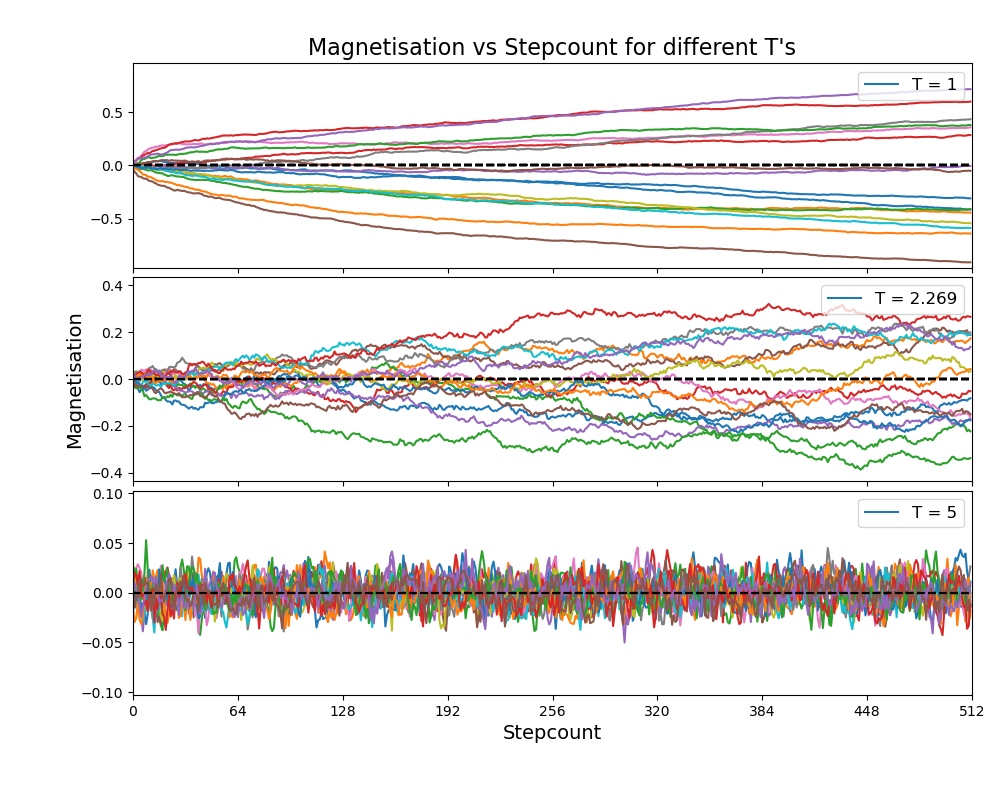 Magnetisation vs Stepcount for different T's
T = 1
0.5
0.0
−0.5
T = 2.269
0.4
0.2
0.0
−0.2
−0.4
Magnetisation
T = 5
0.10
0.05
0.00
−0.05
−0.10
0 64 128 192 256 320 384 448 512
Stepcount